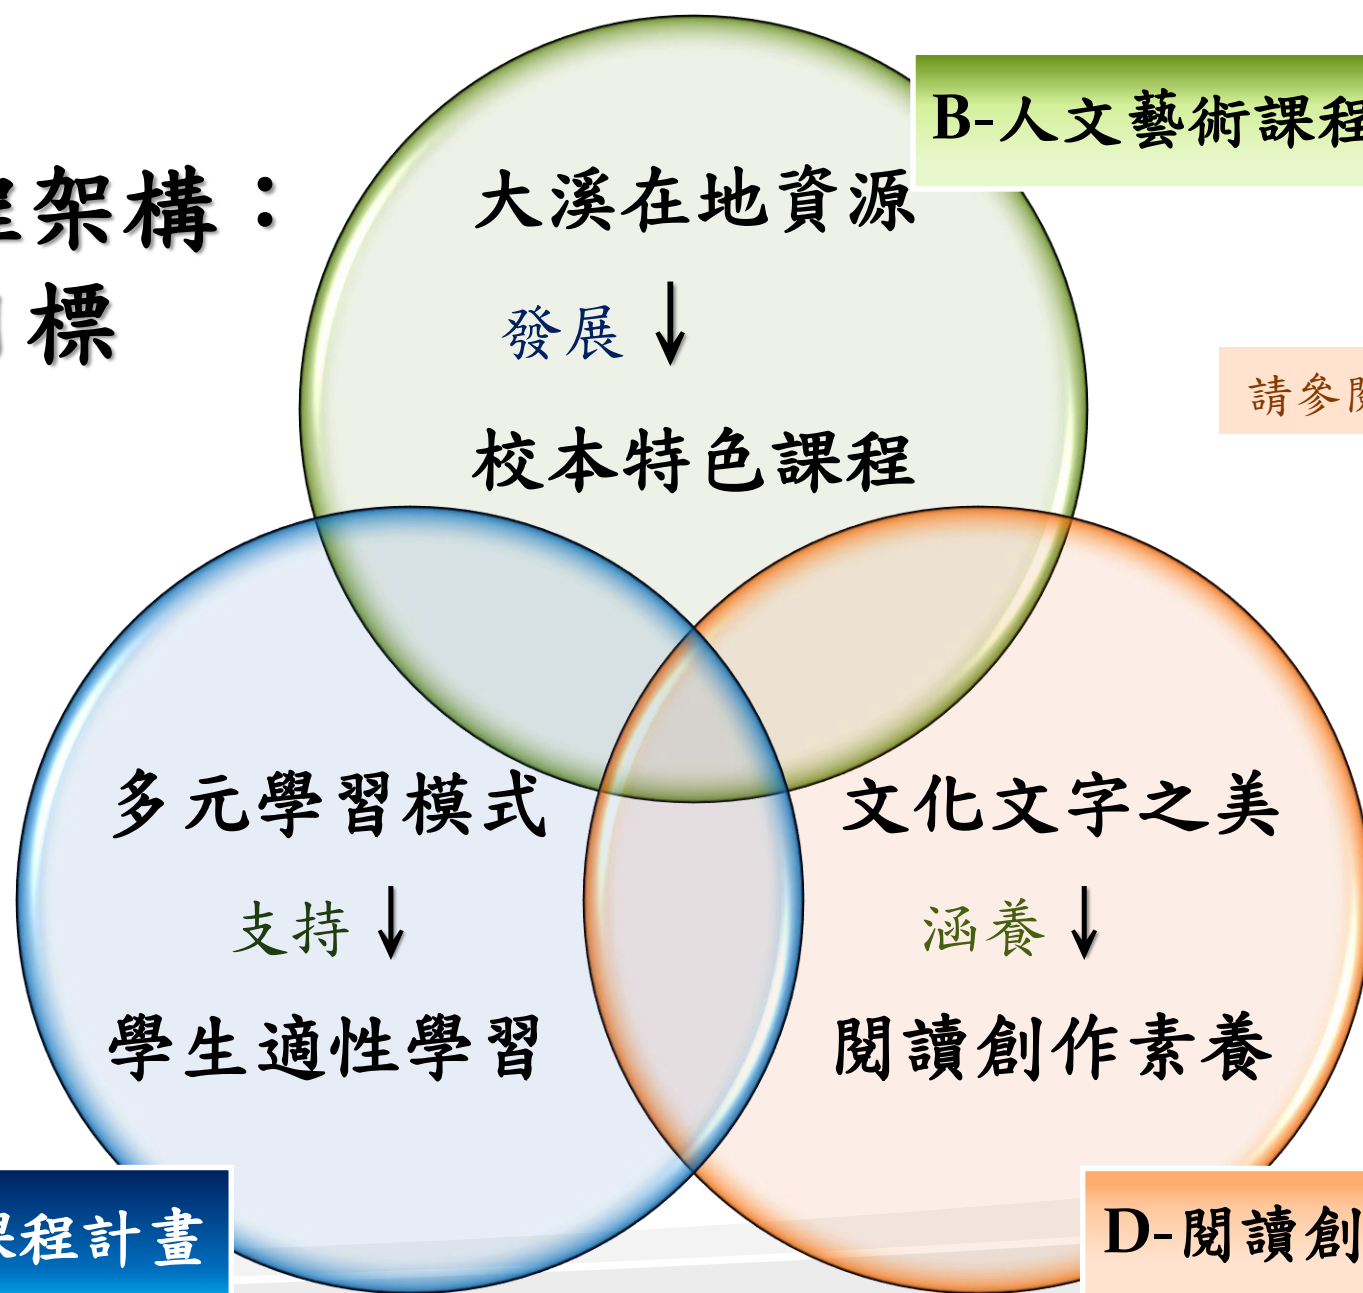 架構：
標
B-人文藝術課程
大溪在地資源
發展
校本特色課程
請參閱
多元學習模式
支持
學生適性學習
文化文字之美
涵養
閱讀創作素養
課程計畫
D-閱讀創